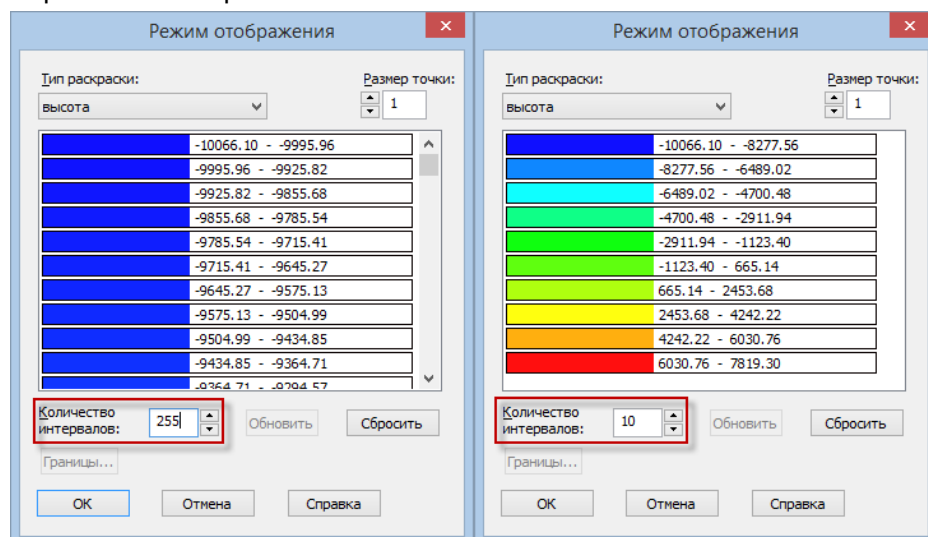 Режим отображения
Тип раскраски:
Размер точки:
высота
1
-10066.10 - -9995.96
-9995.96 - -9925.82
-9925.82 - -9855.68
-9855.68 - -9785.54
-9785.54 - -9715.41
-9715.41 - -9645.27
-9645.27 - -9575.13
-9575.13 - -9504.99
-9504.99 - -9434.85
-9434.85 - -9364.71
-9364.71 - -9294.57
Количество
интервалов:
255
Обновить
Сбросить
Границы...
ОК
Отмена
Справка
Режим отображения
Тип раскраски:
Размер точки:
высота
1
-10066.10 - -8277.56
-8277.56 - -6489.02
-6489.02 - -4700.48
-4700.48 - -2911.94
-2911.94 - -1123.40
-1123.40 - 665.14
665.14 - 2453.68
2453.68 - 4242.22
4242.22 - 6030.76
6030.76 - 7819.30
Количество
интервалов:
10
Обновить
Сбросить
Границы...
ОК
Отмена
Справка